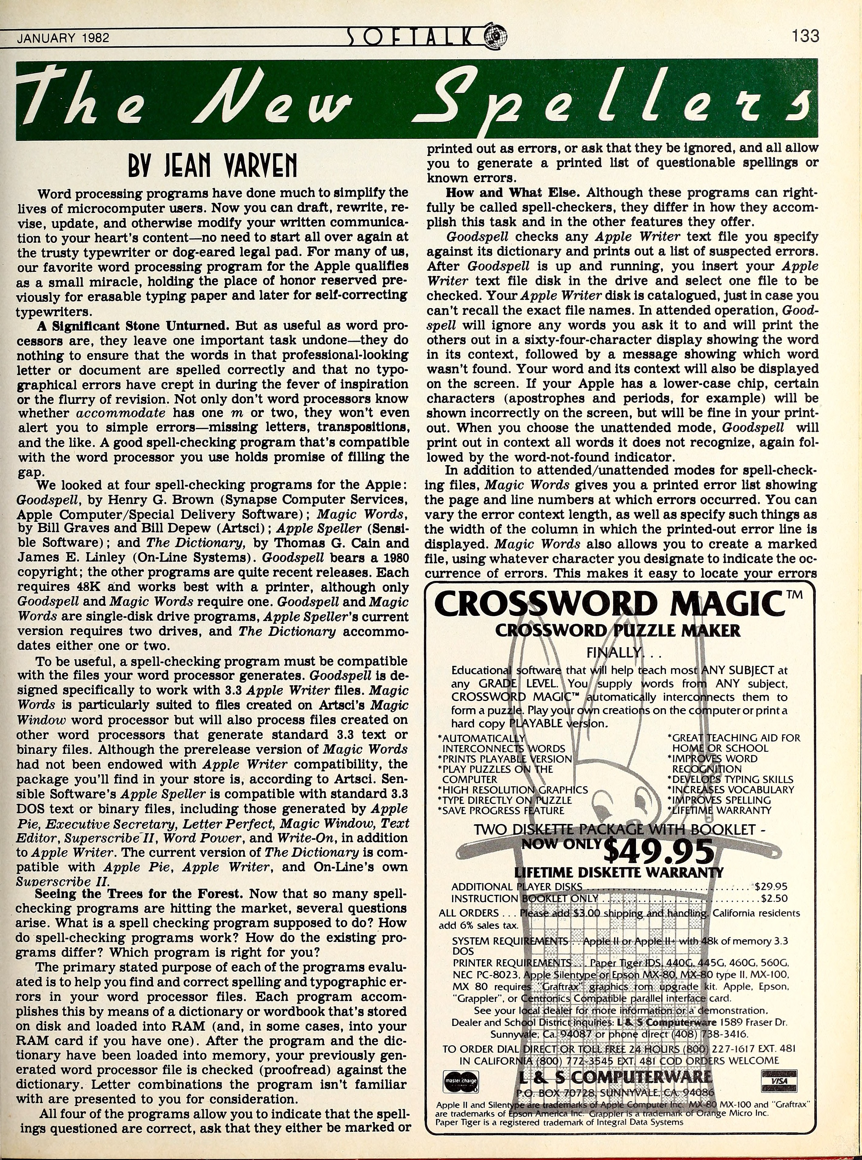 JANUARY 1982
SOFTALK
133
The New Spellers
BY JEAN VARVEN
Word processing programs have done much to simplify the
lives of microcomputer users. Now you can draft, rewrite, re-
vise, update, and otherwise modify your written communica-
tion to your heart's content—no need to start all over again at
the trusty typewriter or dog-eared legal pad. For many of us,
our favorite word processing program for the Apple qualifies
as a small miracle, holding the place of honor reserved pre-
viously for erasable typing paper and later for self-correcting
typewriters.
A Significant Stone Unturned. But as useful as word pro-
cessors are, they leave one important task undone—they do
nothing to ensure that the words in that professional-looking
letter or document are spelled correctly and that no typo-
graphical errors have crept in during the fever of inspiration
or the flurry of revision. Not only don't word processors know
whether accommodate has one m or two, they won't even
alert you to simple errors—missing letters, transpositions,
and the like. A good spell-checking program that's compatible
with the word processor you use holds promise of filling the
gap.
We looked at four spell-checking programs for the Apple:
Goodspell, by Henry G. Brown (Synapse Computer Services,
Apple Computer/Special Delivery Software); Magic Words,
by Bill Graves and Bill Depew (Artsci); Apple Speller (Sensi-
ble Software); and The Dictionary, by Thomas G. Cain and
James E. Linley (On-Line Systems). Goodspell bears a 1980
copyright; the other programs are quite recent releases. Each
requires 48K and works best with a printer, although only
Goodspell and Magic Words require one. Goodspell and Magic
Words are single-disk drive programs, Apple Speller's current
version requires two drives, and The Dictionary accommo-
dates either one or two.
To be useful, a spell-checking program must be compatible
with the files your word processor generates. Goodspell is de-
signed specifically to work with 3.3 Apple Writer files. Magic
Words is particularly suited to files created on Artsci's Magic
Window word processor but will also process files created on
other word processors that generate standard 3.3 text or
binary files. Although the prerelease version of Magic Words
had not been endowed with Apple Writer compatibility, the
package you'll find in your store is, according to Artsci. Sen-
sible Software's Apple Speller is compatible with standard 3.3
DOS text or binary files, including those generated by Apple
Pie, Executive Secretary, Letter Perfect, Magic Window, Text
Editor, Superscribe II, Word Power, and Write-On, in addition
to Apple Writer. The current version of The Dictionary is com-
patible with Apple Pie, Apple Writer, and On-Line's own
Superscribe II.
Seeing the Trees for the Forest. Now that so many spell-
checking programs are hitting the market, several questions
arise. What is a spell checking program supposed to do? How
do spell-checking programs work? How do the existing pro-
grams differ? Which program is right for you?
The primary stated purpose of each of the programs evalu-
ated is to help you find and correct spelling and typographic er-
rors in your word processor files. Each program accom-
plishes this by means of a dictionary or wordbook that's stored
on disk and loaded into RAM (and, in some cases, into your
RAM card if you have one). After the program and the dic-
tionary have been loaded into memory, your previously gen-
erated word processor file is checked (proofread) against the
dictionary. Letter combinations the program isn't familiar
with are presented to you for consideration.
All four of the programs allow you to indicate that the spell-
ings questioned are correct, ask that they either be marked or
printed out as errors, or ask that they be ignored, and all allow
you to generate a printed list of questionable spellings or
known errors.
How and What Else. Although these programs can right-
fully be called spell-checkers, they differ in how they accom-
plish this task and in the other features they offer.
Goodspell checks any Apple Writer text file you specify
against its dictionary and prints out a list of suspected errors.
After Goodspell is up and running, you insert your Apple
Writer text file disk in the drive and select one file to be
checked. Your Apple Writer disk is catalogued, just in case you
can't recall the exact file names. In attended operation, Good-
spell will ignore any words you ask it to and will print the
others out in a sixty-four-character display showing the word
in its context, followed by a message showing which word
wasn't found. Your word and its context will also be displayed
on the screen. If your Apple has a lower-case chip, certain
characters (apostrophes and periods, for example) will be
shown incorrectly on the screen, but will be fine in your print-
out. When you choose the unattended mode, Goodspell will
print out in context all words it does not recognize, again fol-
lowed by the word-not-found indicator.
In addition to attended/unattended modes for spell-check-
ing files, Magic Words gives you a printed error list showing
the page and line numbers at which errors occurred. You can
vary the error context length, as well as specify such things as
the width of the column in which the printed-out error line is
displayed. Magic Words also allows you to create a marked
file, using whatever character you designate to indicate the oc-
currence of errors. This makes it easy to locate your errors
CROSSWORD MAGIC™
CROSSWORD PUZZLE MAKER
FINALLY. . .
Educational software that will help teach most ANY SUBJECT at
any GRADE LEVEL. You supply words from ANY subject,
CROSSWORD MAGIC™ automatically interconnects them to
form a puzzle. Play your own creations on the computer or print a
hard copy PLAYABLE version.
*AUTOMATICALLY
INTERCONNECTS WORDS
*PRINTS PLAYABLE VERSION
*PLAY PUZZLES ON THE
COMPUTER
*HIGH RESOLUTION GRAPHICS
*TYPE DIRECTLY ON PUZZLE
*SAVE PROGRESS FEATURE
*GREAT TEACHING AID FOR
HOME OR SCHOOL
*IMPROVES WORD
RECOGNITION
*DEVELOPS TYPING SKILLS
*INCREASES VOCABULARY
*IMPROVES SPELLING
*LIFETIME WARRANTY
TWO DISKETTE PACKAGE WITH BOOKLET -
NOW ONLY $49.95
LIFETIME DISKETTE WARRANTY
ADDITIONAL PLAYER DISKS . . . . . . . . . . $29.95
INSTRUCTION BOOKLET ONLY . . . . . . . . . . $2.50
ALL ORDERS . . . Please add $3.00 shipping and handling. California residents
add 6% sales tax.
SYSTEM REQUIREMENTS . . . Apple II or Apple II+ with 48k of memory 3.3
DOS
PRINTER REQUIREMENTS . . . Paper Tiger IDS, 440G, 445G, 460G, 560G,
NEC PC-8023, Apple Silentype or Epson MX-80, MX-80 type II, MX-100,
MX 80 requires "Graftrax" graphics rom upgrade kit. Apple, Epson,
"Grappler", or Centronics Compatible parallel interface card.
See your local dealer for more information or a demonstration.
Dealer and School District Inquiries: L & S Computerware 1589 Fraser Dr.
Sunnyvale, Ca. 94087 or phone direct (408) 738-3416.
TO ORDER DIAL DIRECT OR TOLL FREE 24 HOURS (800) 227-1617 EXT. 481
IN CALIFORNIA (800) 772-3545 EXT. 481 COD ORDERS WELCOME
master charge
L & S COMPUTERWARE
VISA
P.O. BOX 70728, SUNNYVALE, CA. 94086
Apple II and Silentype are trademarks of Apple Computer Inc. MX-80 MX-100 and "Graftrax"
are trademarks of Epson America Inc. Grappler is a trademark of Orange Micro Inc.
Paper Tiger is a registered trademark of Integral Data Systems